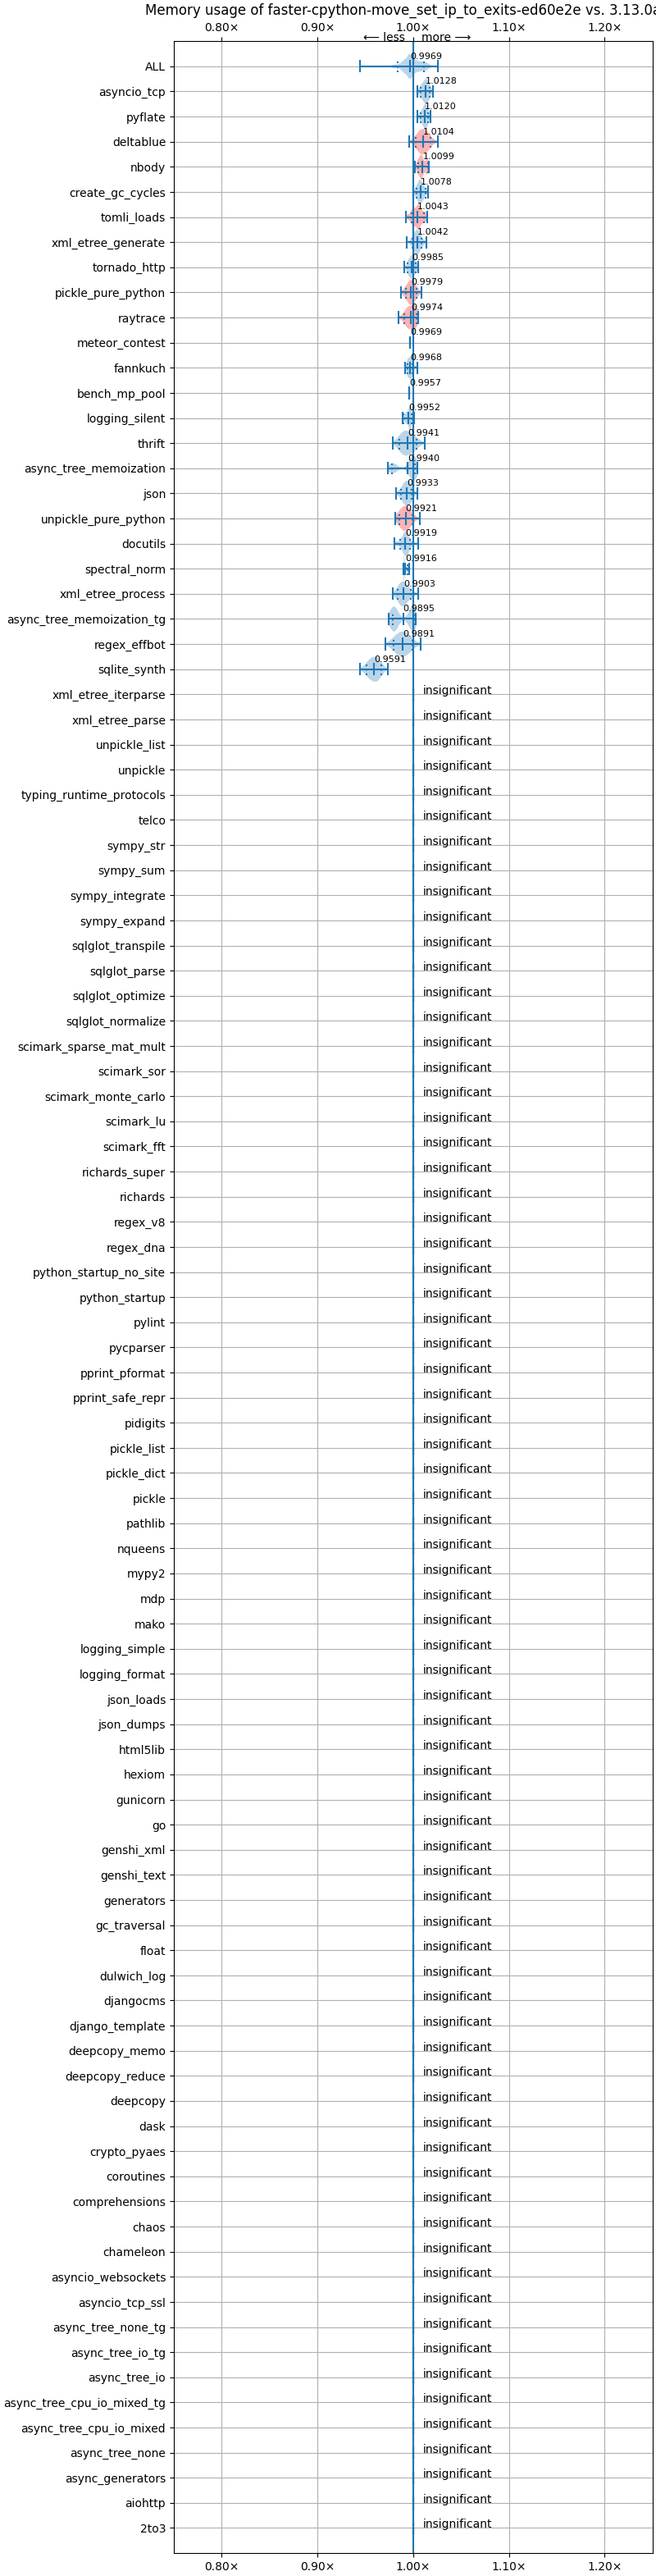 Memory usage of faster-cpython-move_set_ip_to_exits-ed60e2e vs. 3.13.0a
0.80× 0.90× 1.00× 1.10× 1.20×
⟵ less more ⟶
ALL 0.9969
asyncio_tcp 1.0128
pyflate 1.0120
deltablue 1.0104
nbody 1.0099
create_gc_cycles 1.0078
tomli_loads 1.0043
xml_etree_generate 1.0042
tornado_http 0.9985
pickle_pure_python 0.9979
raytrace 0.9974
meteor_contest 0.9969
fannkuch 0.9968
bench_mp_pool 0.9957
logging_silent 0.9952
thrift 0.9941
async_tree_memoization 0.9940
json 0.9933
unpickle_pure_python 0.9921
docutils 0.9919
spectral_norm 0.9916
xml_etree_process 0.9903
async_tree_memoization_tg 0.9895
regex_effbot 0.9891
sqlite_synth 0.9591
xml_etree_iterparse insignificant
xml_etree_parse insignificant
unpickle_list insignificant
unpickle insignificant
typing_runtime_protocols insignificant
telco insignificant
sympy_str insignificant
sympy_sum insignificant
sympy_integrate insignificant
sympy_expand insignificant
sqlglot_transpile insignificant
sqlglot_parse insignificant
sqlglot_optimize insignificant
sqlglot_normalize insignificant
scimark_sparse_mat_mult insignificant
scimark_sor insignificant
scimark_monte_carlo insignificant
scimark_lu insignificant
scimark_fft insignificant
richards_super insignificant
richards insignificant
regex_v8 insignificant
regex_dna insignificant
python_startup_no_site insignificant
python_startup insignificant
pylint insignificant
pycparser insignificant
pprint_pformat insignificant
pprint_safe_repr insignificant
pidigits insignificant
pickle_list insignificant
pickle_dict insignificant
pickle insignificant
pathlib insignificant
nqueens insignificant
mypy2 insignificant
mdp insignificant
mako insignificant
logging_simple insignificant
logging_format insignificant
json_loads insignificant
json_dumps insignificant
html5lib insignificant
hexiom insignificant
gunicorn insignificant
go insignificant
genshi_xml insignificant
genshi_text insignificant
generators insignificant
gc_traversal insignificant
float insignificant
dulwich_log insignificant
djangocms insignificant
django_template insignificant
deepcopy_memo insignificant
deepcopy_reduce insignificant
deepcopy insignificant
dask insignificant
crypto_pyaes insignificant
coroutines insignificant
comprehensions insignificant
chaos insignificant
chameleon insignificant
asyncio_websockets insignificant
asyncio_tcp_ssl insignificant
async_tree_none_tg insignificant
async_tree_io_tg insignificant
async_tree_io insignificant
async_tree_cpu_io_mixed_tg insignificant
async_tree_cpu_io_mixed insignificant
async_tree_none insignificant
async_generators insignificant
aiohttp insignificant
2to3 insignificant
0.80× 0.90× 1.00× 1.10× 1.20×